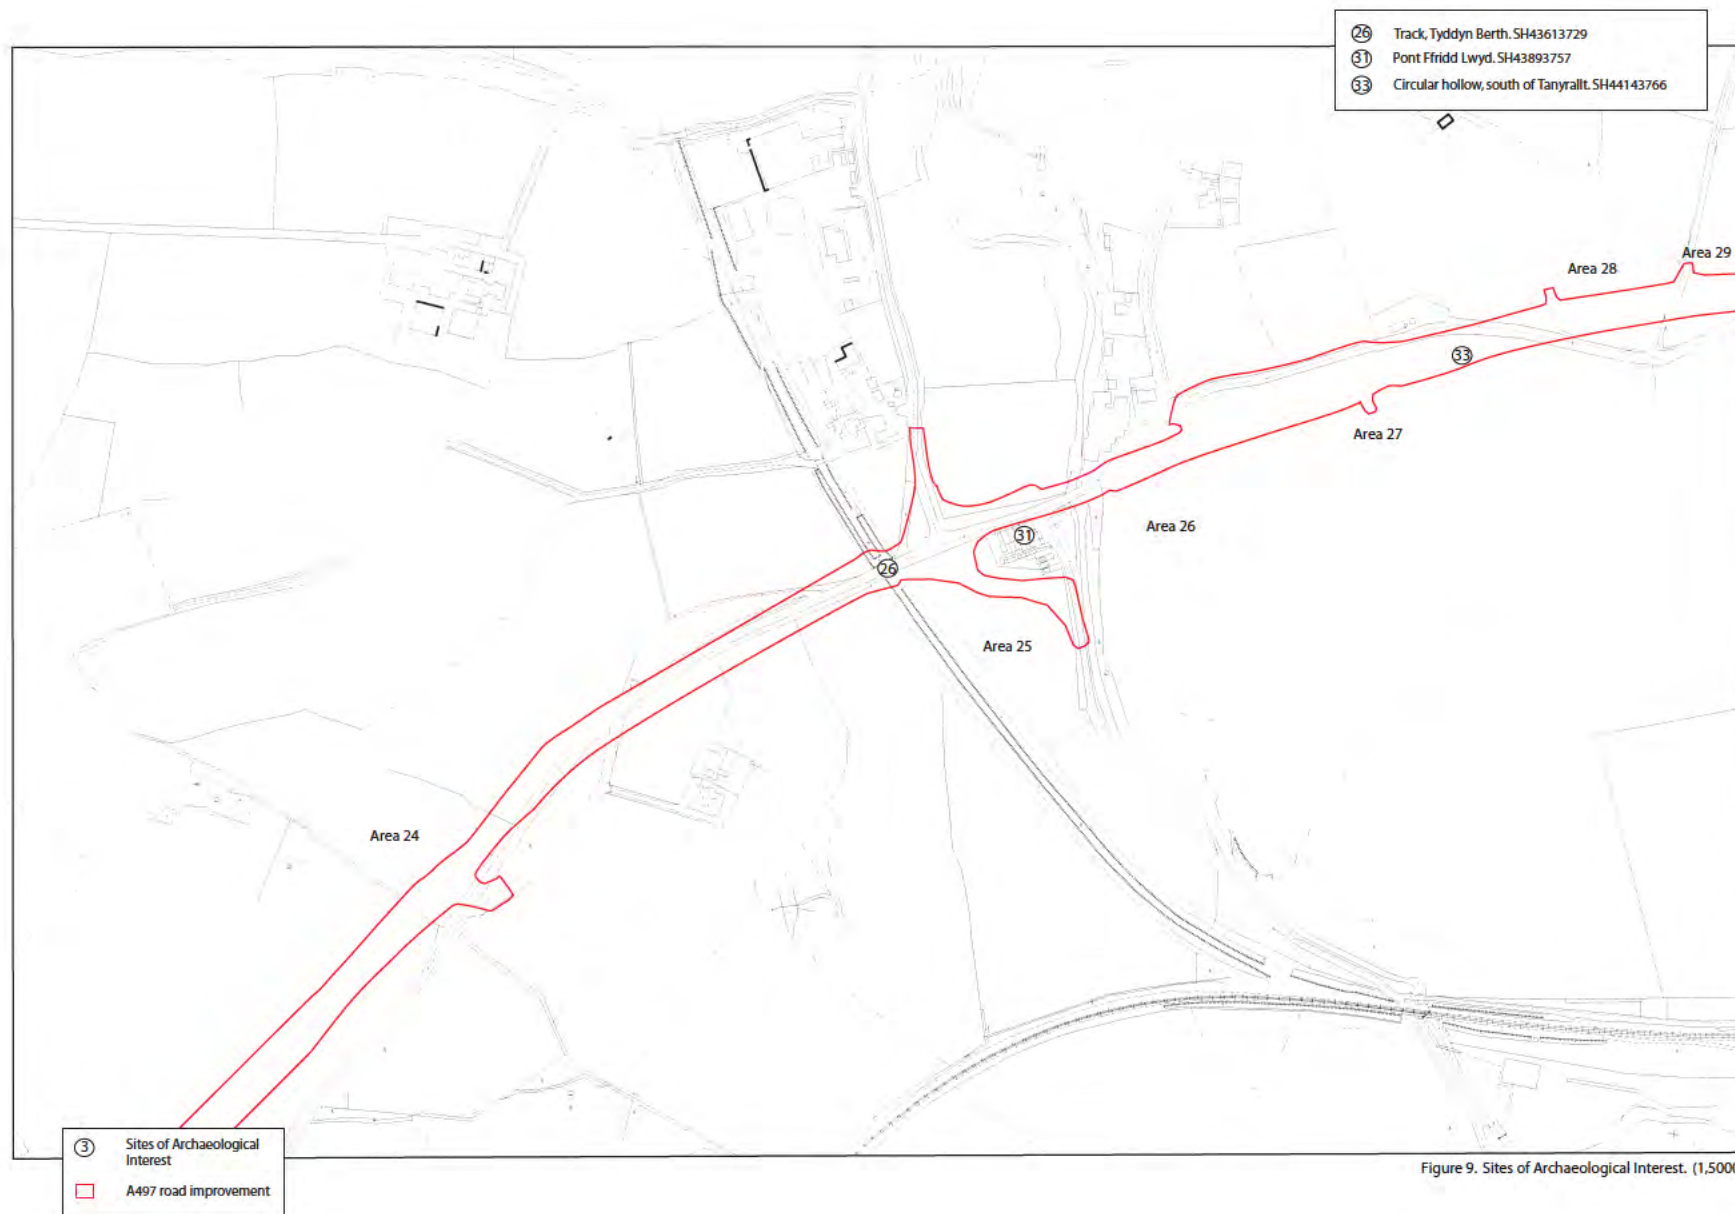 26 Track, Tyddyn Berth. SH43613729
31 Pont Ffridd Lwyd. SH43893757
33 Circular hollow, south of Tanyrallt. SH44143766
Area 29
Area 28
33
Area 27
Area 26
31
26
Area 25
Area 24
3 Sites of Archaeological
Interest
A497 road improvement
Figure 9. Sites of Archaeological Interest. (1,5000